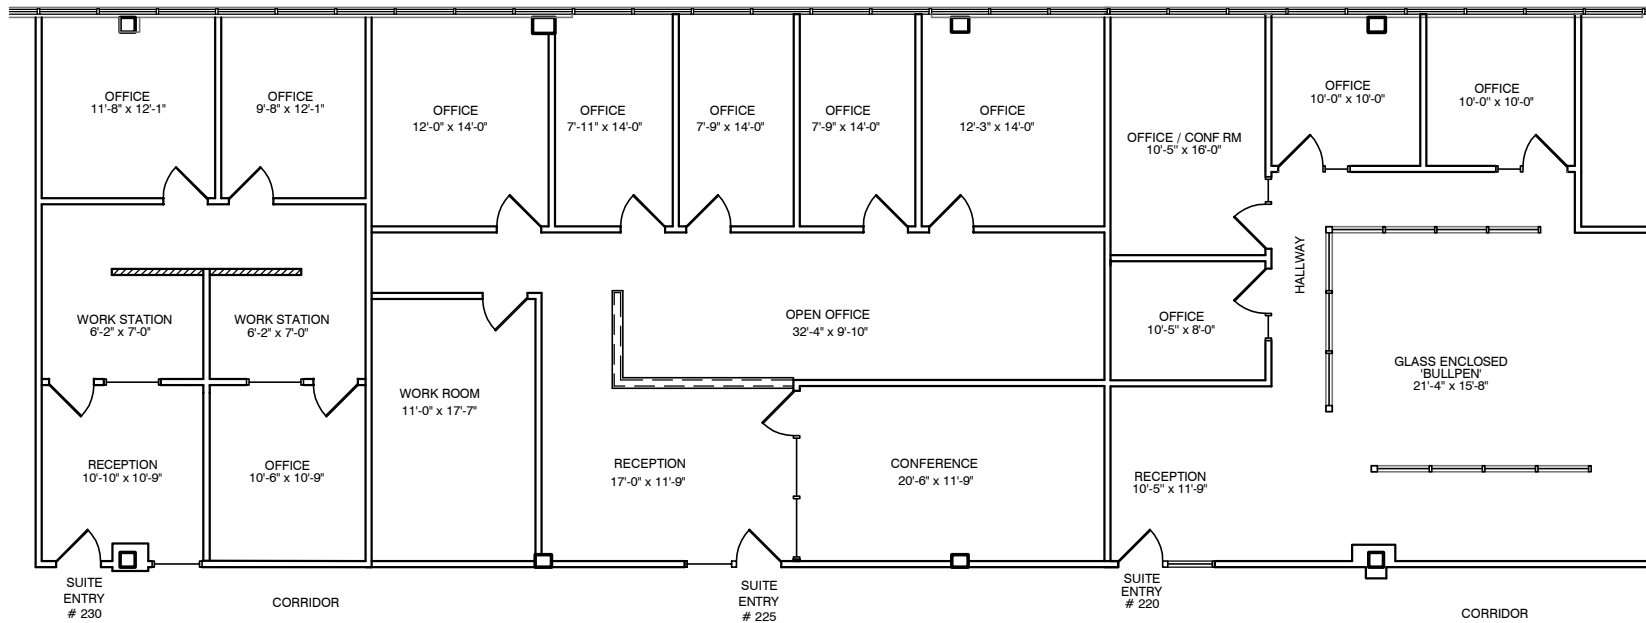 OFFICE
11'-8" x 12'-1"
OFFICE
9'-8" x 12'-1"
OFFICE
12'-0" x 14'-0"
OFFICE
7'-11" x 14'-0"
OFFICE
7'-9" x 14'-0"
OFFICE
7'-9" x 14'-0"
OFFICE
12'-3" x 14'-0"
OFFICE / CONF RM
10'-5" x 16'-0"
OFFICE
10'-0" x 10'-0"
OFFICE
10'-0" x 10'-0"
HALLWAY
WORK STATION
6'-2" x 7'-0"
WORK STATION
6'-2" x 7'-0"
OPEN OFFICE
32'-4" x 9'-10"
OFFICE
10'-5" x 8'-0"
GLASS ENCLOSED
'BULLPEN'
21'-4" x 15'-8"
WORK ROOM
11'-0" x 17'-7"
RECEPTION
10'-10" x 10'-9"
OFFICE
10'-6" x 10'-9"
RECEPTION
17'-0" x 11'-9"
CONFERENCE
20'-6" x 11'-9"
RECEPTION
10'-5" x 11'-9"
SUITE
ENTRY
# 230
CORRIDOR
SUITE
ENTRY
# 225
SUITE
ENTRY
# 220
CORRIDOR